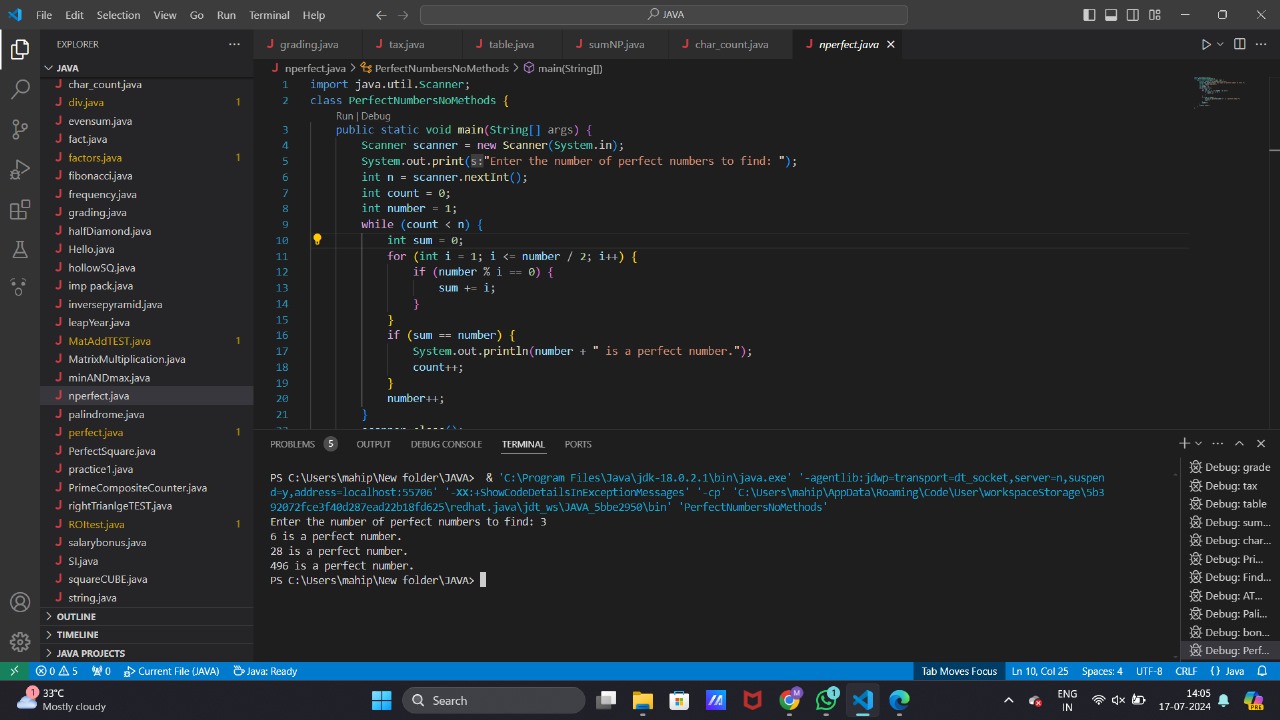 File Edit Selection View Go Run Terminal Help
JAVA
EXPLORER
grading.java tax.java table.java sumNP.java char_count.java nperfect.java
JAVA
nperfect.java > PerfectNumbersNoMethods > main(String[])
char_count.java
div.java 1
evensum.java
fact.java
factors.java 1
fibonacci.java
frequency.java
grading.java
halfDiamond.java
Hello.java
hollowSQ.java
imp pack.java
inversepyramid.java
leapYear.java
MatAddTEST.java 1
MatrixMultiplication.java
minANDmax.java
nperfect.java
palindrome.java
perfect.java 1
PerfectSquare.java
practice1.java
PrimeCompositeCounter.java
rightTrianlgeTEST.java
ROItest.java 1
salarybonus.java
SI.java
squareCUBE.java
string.java
OUTLINE
TIMELINE
JAVA PROJECTS
1 import java.util.Scanner;
2 class PerfectNumbersNoMethods {
Run | Debug
3 public static void main(String[] args) {
4 Scanner scanner = new Scanner(System.in);
5 System.out.print(s:"Enter the number of perfect numbers to find: ");
6 int n = scanner.nextInt();
7 int count = 0;
8 int number = 1;
9 while (count < n) {
10 int sum = 0;
11 for (int i = 1; i <= number / 2; i++) {
12 if (number % i == 0) {
13 sum += i;
14 }
15 }
16 if (sum == number) {
17 System.out.println(number + " is a perfect number.");
18 count++;
19 }
20 number++;
21 }
PROBLEMS 5 OUTPUT DEBUG CONSOLE TERMINAL PORTS
PS C:\Users\mahip\New folder\JAVA> & 'C:\Program Files\Java\jdk-18.0.2.1\bin\java.exe' '-agentlib:jdwp=transport=dt_socket,server=n,suspen
d=y,address=localhost:55706' '-XX:+ShowCodeDetailsInExceptionMessages' '-cp' 'C:\Users\mahip\AppData\Roaming\Code\User\workspaceStorage\5b3
92072fce3f40d287ead22b18fd625\redhat.java\jdt_ws\JAVA_5bbe2950\bin' 'PerfectNumbersNoMethods'
Enter the number of perfect numbers to find: 3
6 is a perfect number.
28 is a perfect number.
496 is a perfect number.
PS C:\Users\mahip\New folder\JAVA>
Debug: grade
Debug: tax
Debug: table
Debug: sum...
Debug: char...
Debug: Pri...
Debug: Find...
Debug: AT...
Debug: Pali...
Debug: bon...
Debug: Perf...
0 5 0 Current File (JAVA) Java: Ready Tab Moves Focus Ln 10, Col 25 Spaces: 4 UTF-8 CRLF {} Java
1 33°C
Mostly cloudy
Search
M
1
ENG
IN
14:05
17-07-2024
PRE